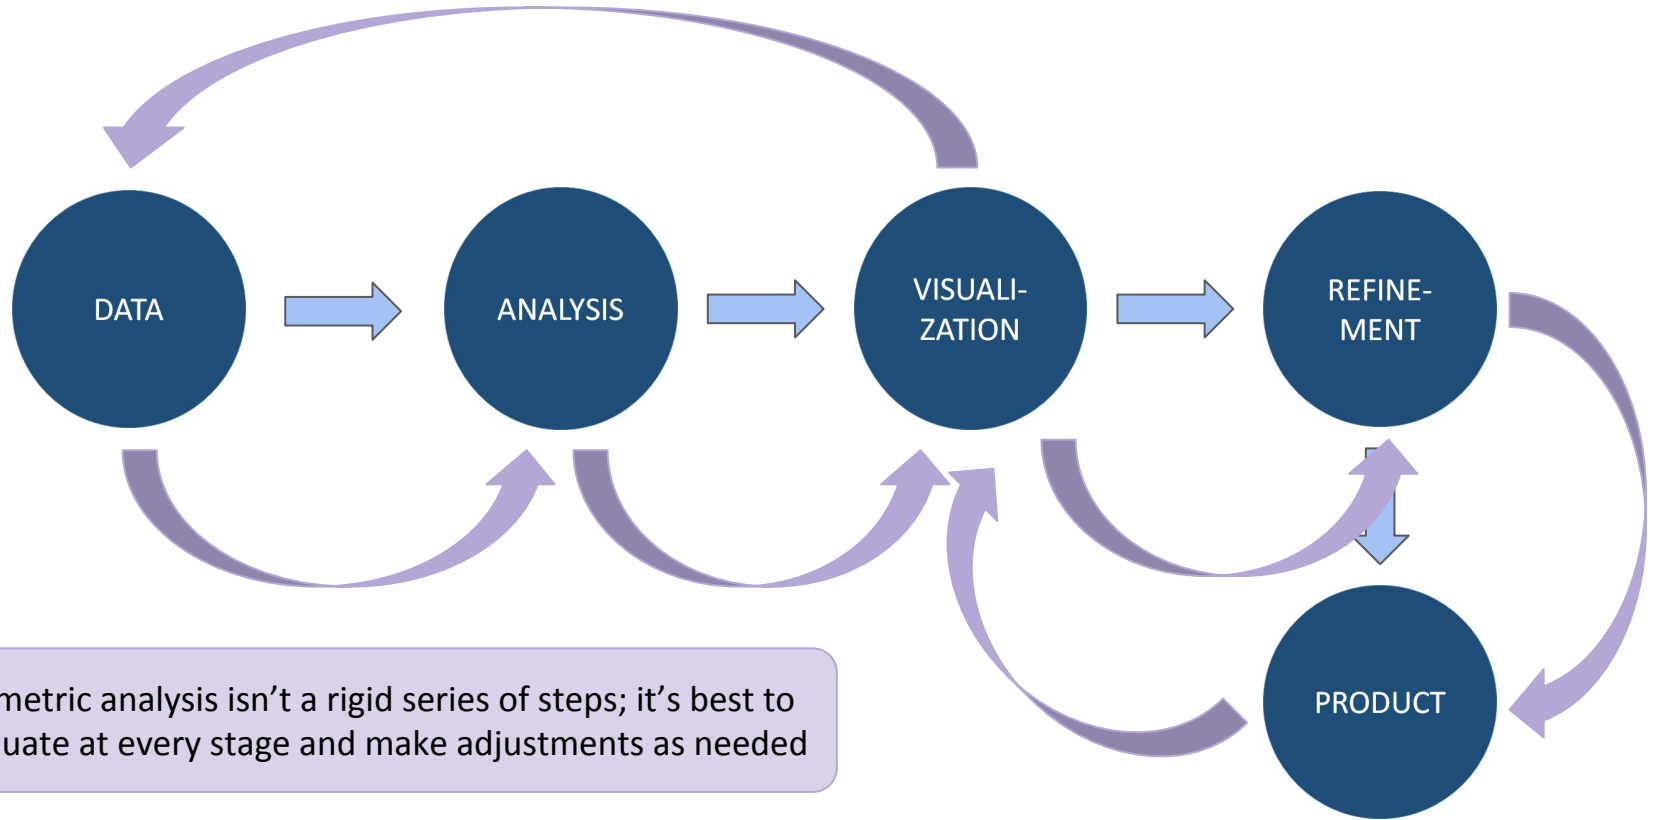 DATA
ANALYSIS
VISUALI-
ZATION
REFINE-
MENT
PRODUCT
metric analysis isn’t a rigid series of steps; it’s best to
uate at every stage and make adjustments as needed